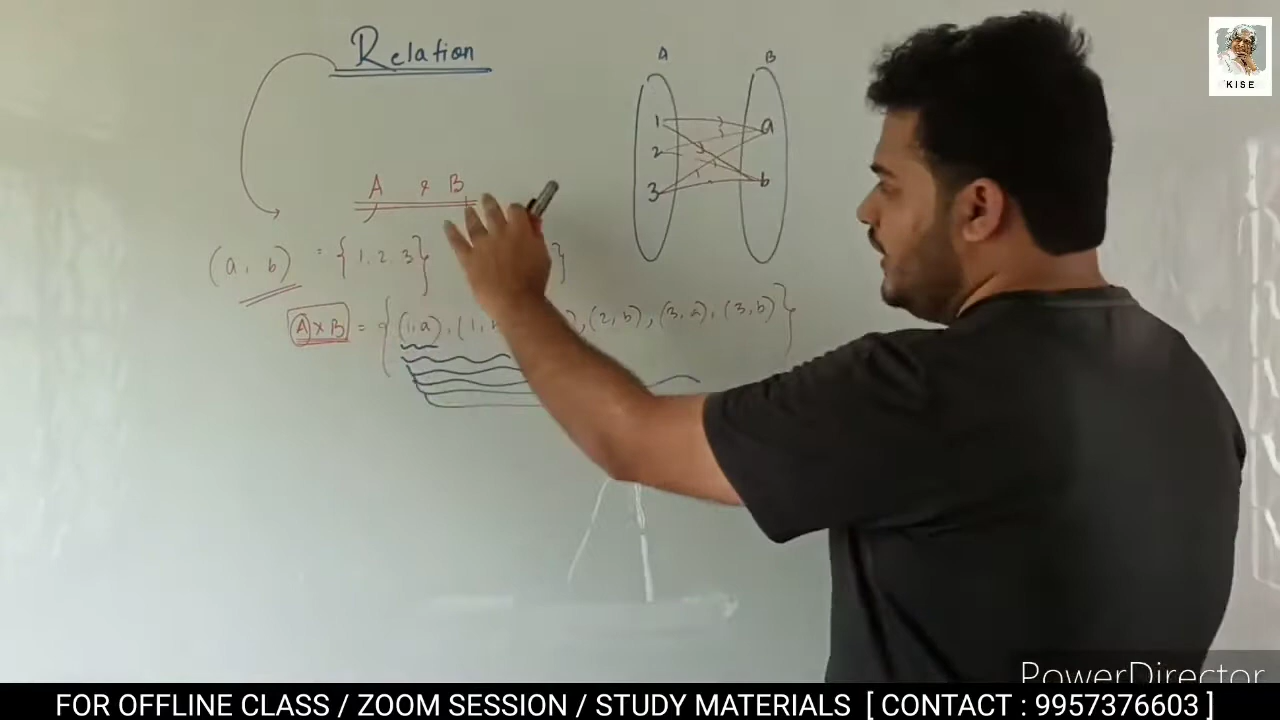 Relation
A B
KISE
1 a
2
3 b
A & B
(a, b) = {1, 2, 3} }
A × B = {(1, a), (1, ), (2, b), (3, a), (3, b)}
PowerDirector
FOR OFFLINE CLASS / ZOOM SESSION / STUDY MATERIALS [ CONTACT : 9957376603 ]